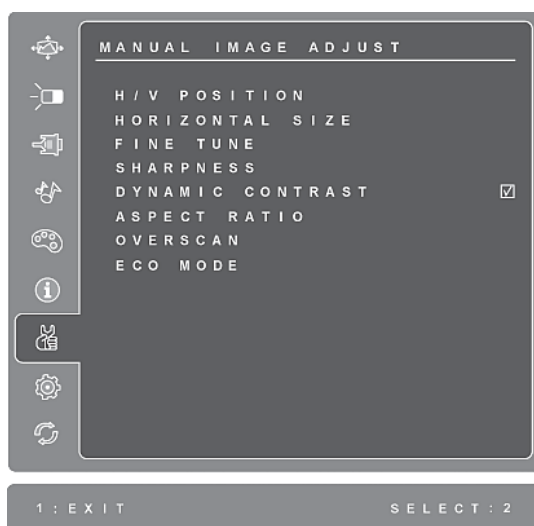 MANUAL IMAGE ADJUST
H/V POSITION
HORIZONTAL SIZE
FINE TUNE
SHARPNESS
DYNAMIC CONTRAST
ASPECT RATIO
OVERSCAN
ECO MODE
1:EXIT SELECT:2